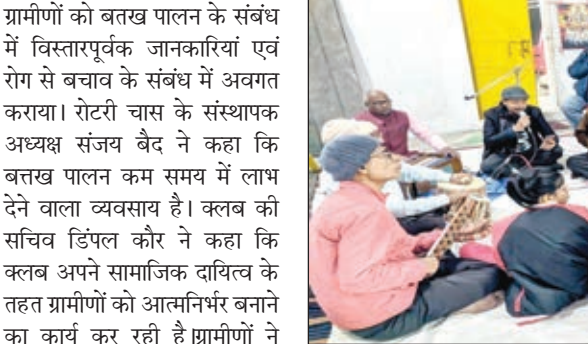 ग्रामीणों को बतख पालन के संबंध
में विस्तारपूर्वक जानकारियां एवं
रोग से बचाव के संबंध में अवगत
कराया। रोटरी चास के संस्थापक
अध्यक्ष संजय बैद ने कहा कि
बत्तख पालन कम समय में लाभ
देने वाला व्यवसाय है। क्लब की
सचिव डिंपल कौर ने कहा कि
क्लब अपने सामाजिक दायित्व के
तहत ग्रामीणों को आत्मनिर्भर बनाने
का कार्य कर रही है।ग्रामीणों ने